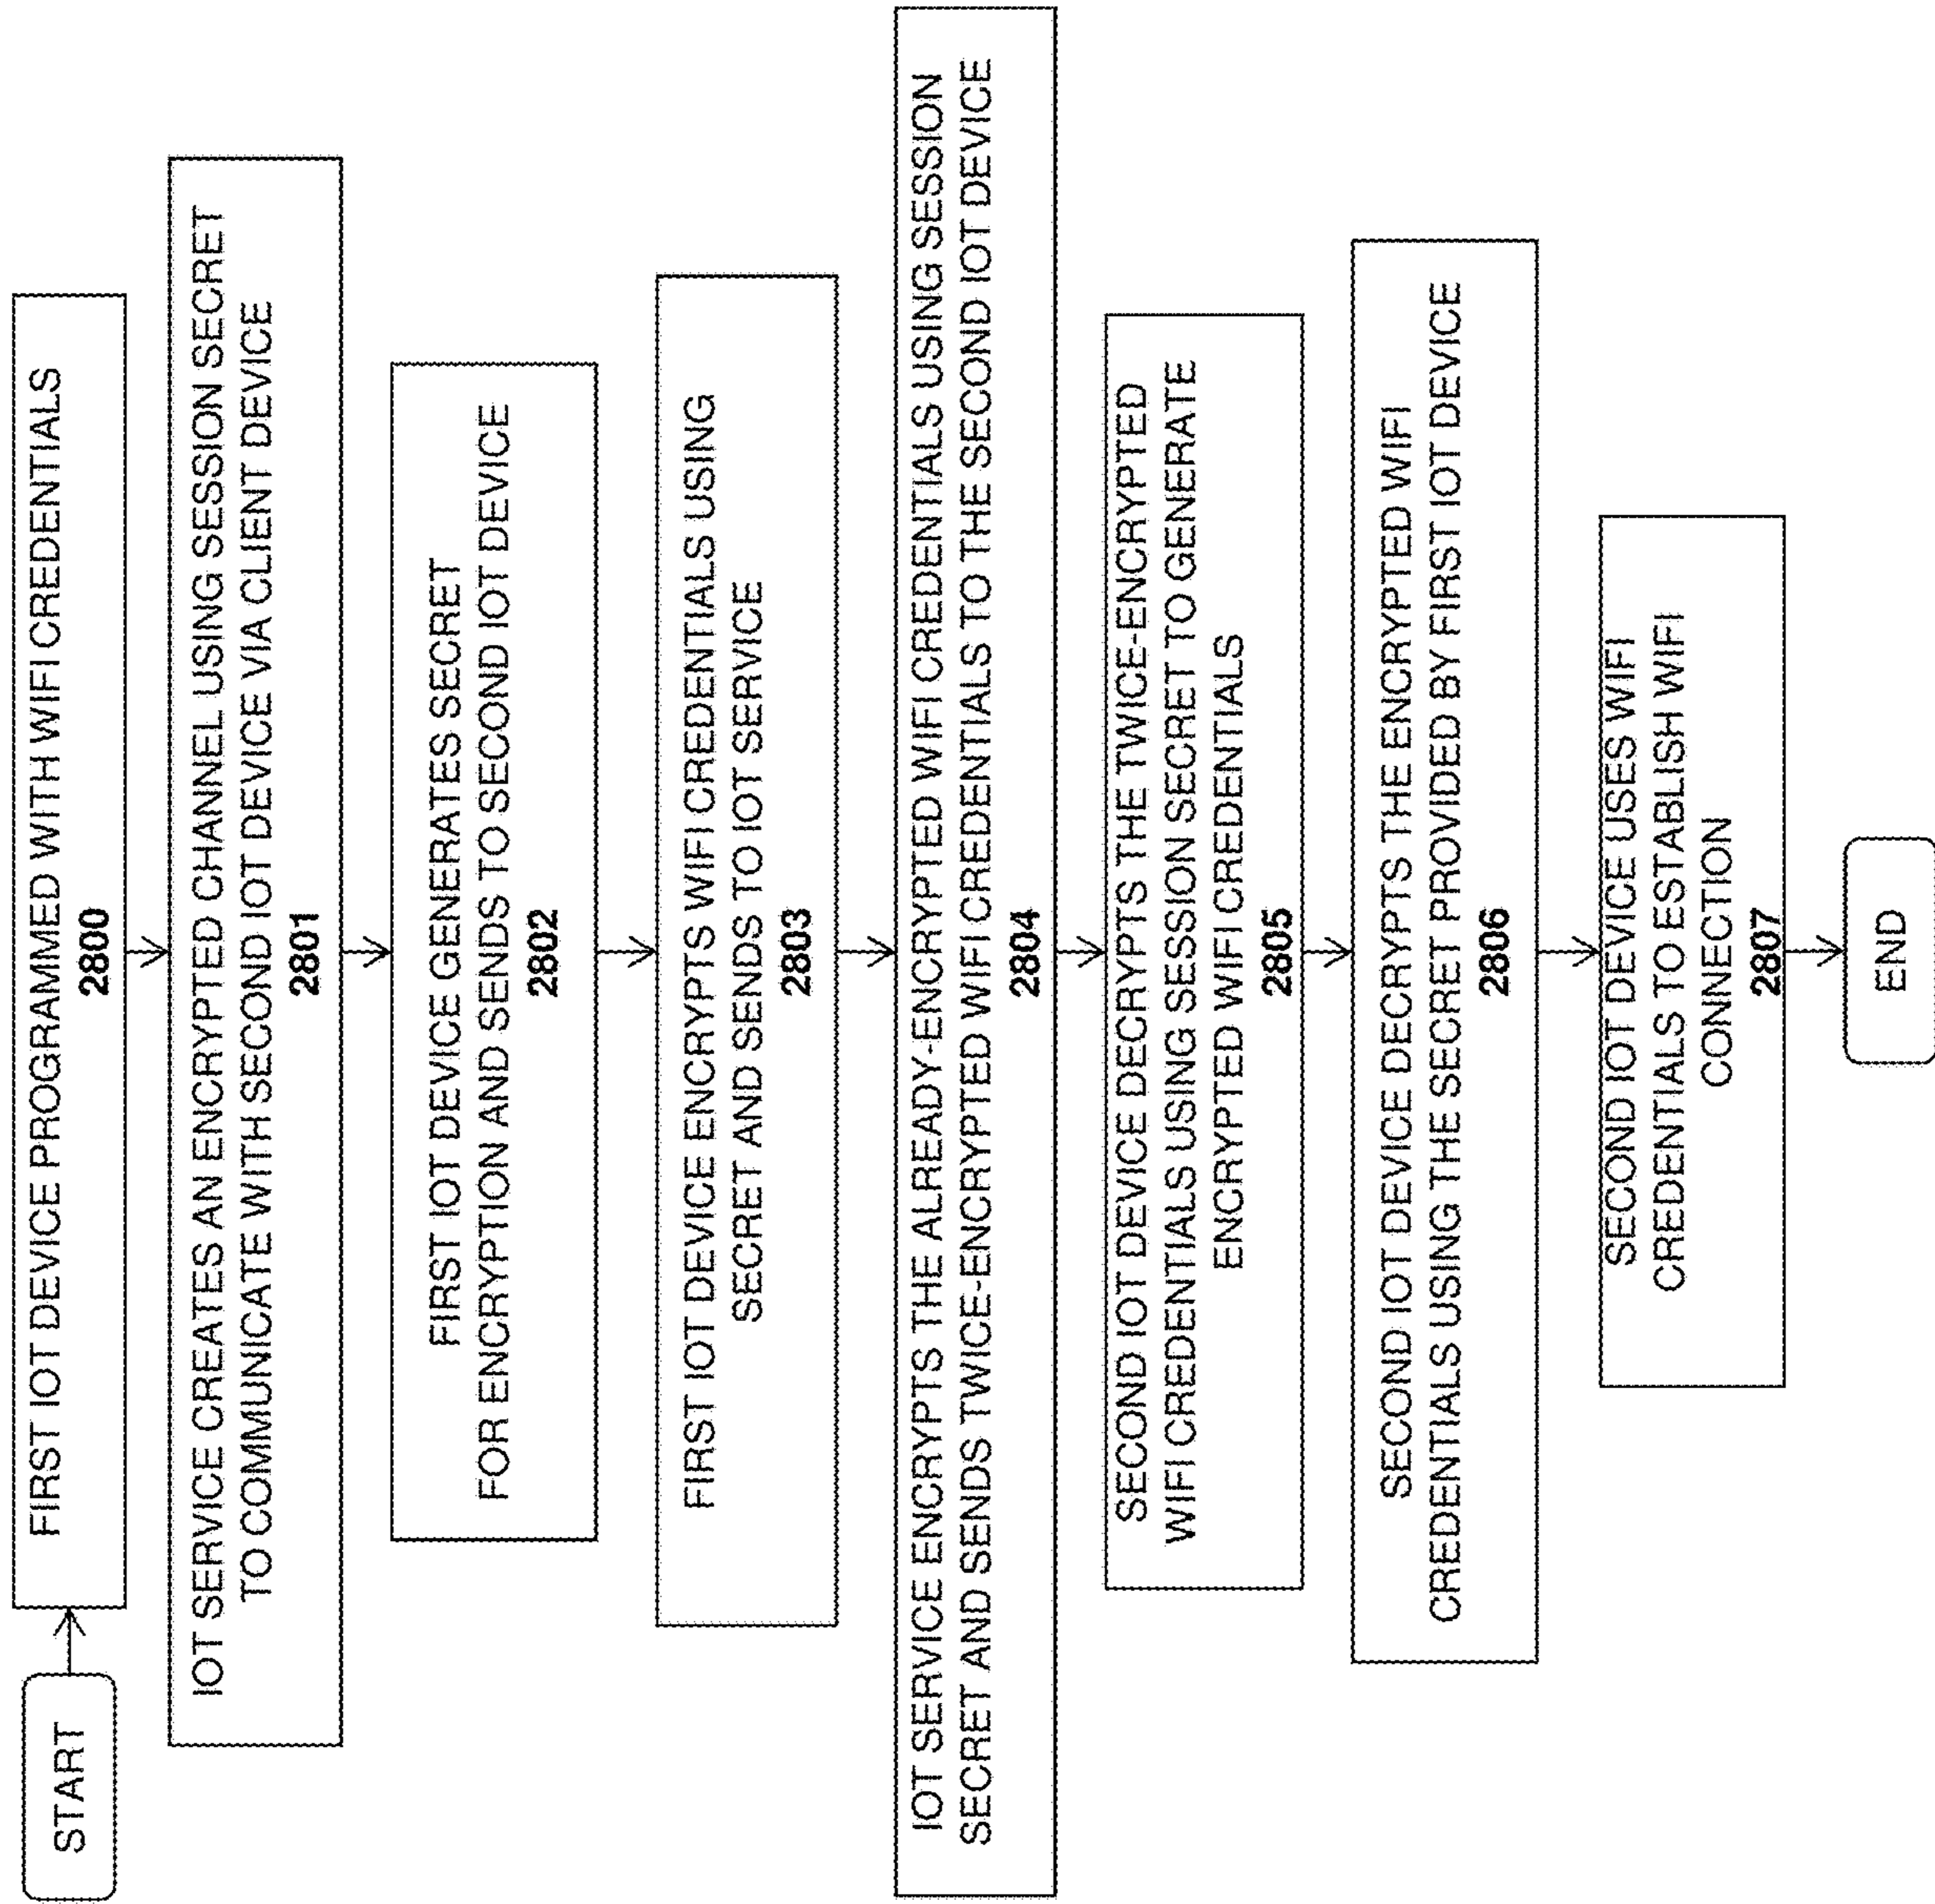 START
FIRST IOT DEVICE PROGRAMMED WITH WIFI CREDENTIALS
2800
IOT SERVICE CREATES AN ENCRYPTED CHANNEL USING SESSION SECRET
TO COMMUNICATE WITH SECOND IOT DEVICE VIA CLIENT DEVICE
2801
FIRST IOT DEVICE GENERATES SECRET
FOR ENCRYPTION AND SENDS TO SECOND IOT DEVICE
2802
FIRST IOT DEVICE ENCRYPTS WIFI CREDENTIALS USING
SECRET AND SENDS TO IOT SERVICE
2803
IOT SERVICE ENCRYPTS THE ALREADY-ENCRYPTED WIFI CREDENTIALS USING SESSION
SECRET AND SENDS TWICE-ENCRYPTED WIFI CREDENTIALS TO THE SECOND IOT DEVICE
2804
SECOND IOT DEVICE DECRYPTS THE TWICE-ENCRYPTED
WIFI CREDENTIALS USING SESSION SECRET TO GENERATE
ENCRYPTED WIFI CREDENTIALS
2805
SECOND IOT DEVICE DECRYPTS THE ENCRYPTED WIFI
CREDENTIALS USING THE SECRET PROVIDED BY FIRST IOT DEVICE
2806
SECOND IOT DEVICE USES WIFI
CREDENTIALS TO ESTABLISH WIFI
CONNECTION
2807
END